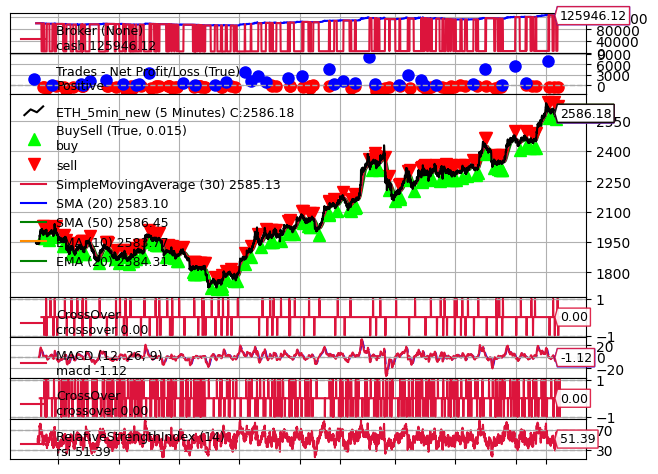 Broker (None)
cash 125946.12
125946.12
80000
40000
Trades - Net Profit/Loss (True)
Positive
9000
6000
3000
0
ETH_5min_new (5 Minutes) C:2586.18
BuySell (True, 0.015)
buy
sell
SimpleMovingAverage (30) 2585.13
SMA (20) 2583.10
SMA (50) 2586.45
EMA (10)
EMA (20) 2584.31
2586.18
2400
2250
2100
1950
1800
CrossOver
crossover 0.00
1
0.00
−1
MACD (12, 26, 9)
macd -1.12
20
0
-1.12
−20
CrossOver
crossover 0.00
1
0.00
−1
RelativeStrengthIndex (14)
rsi 51.39
70
51.39
30